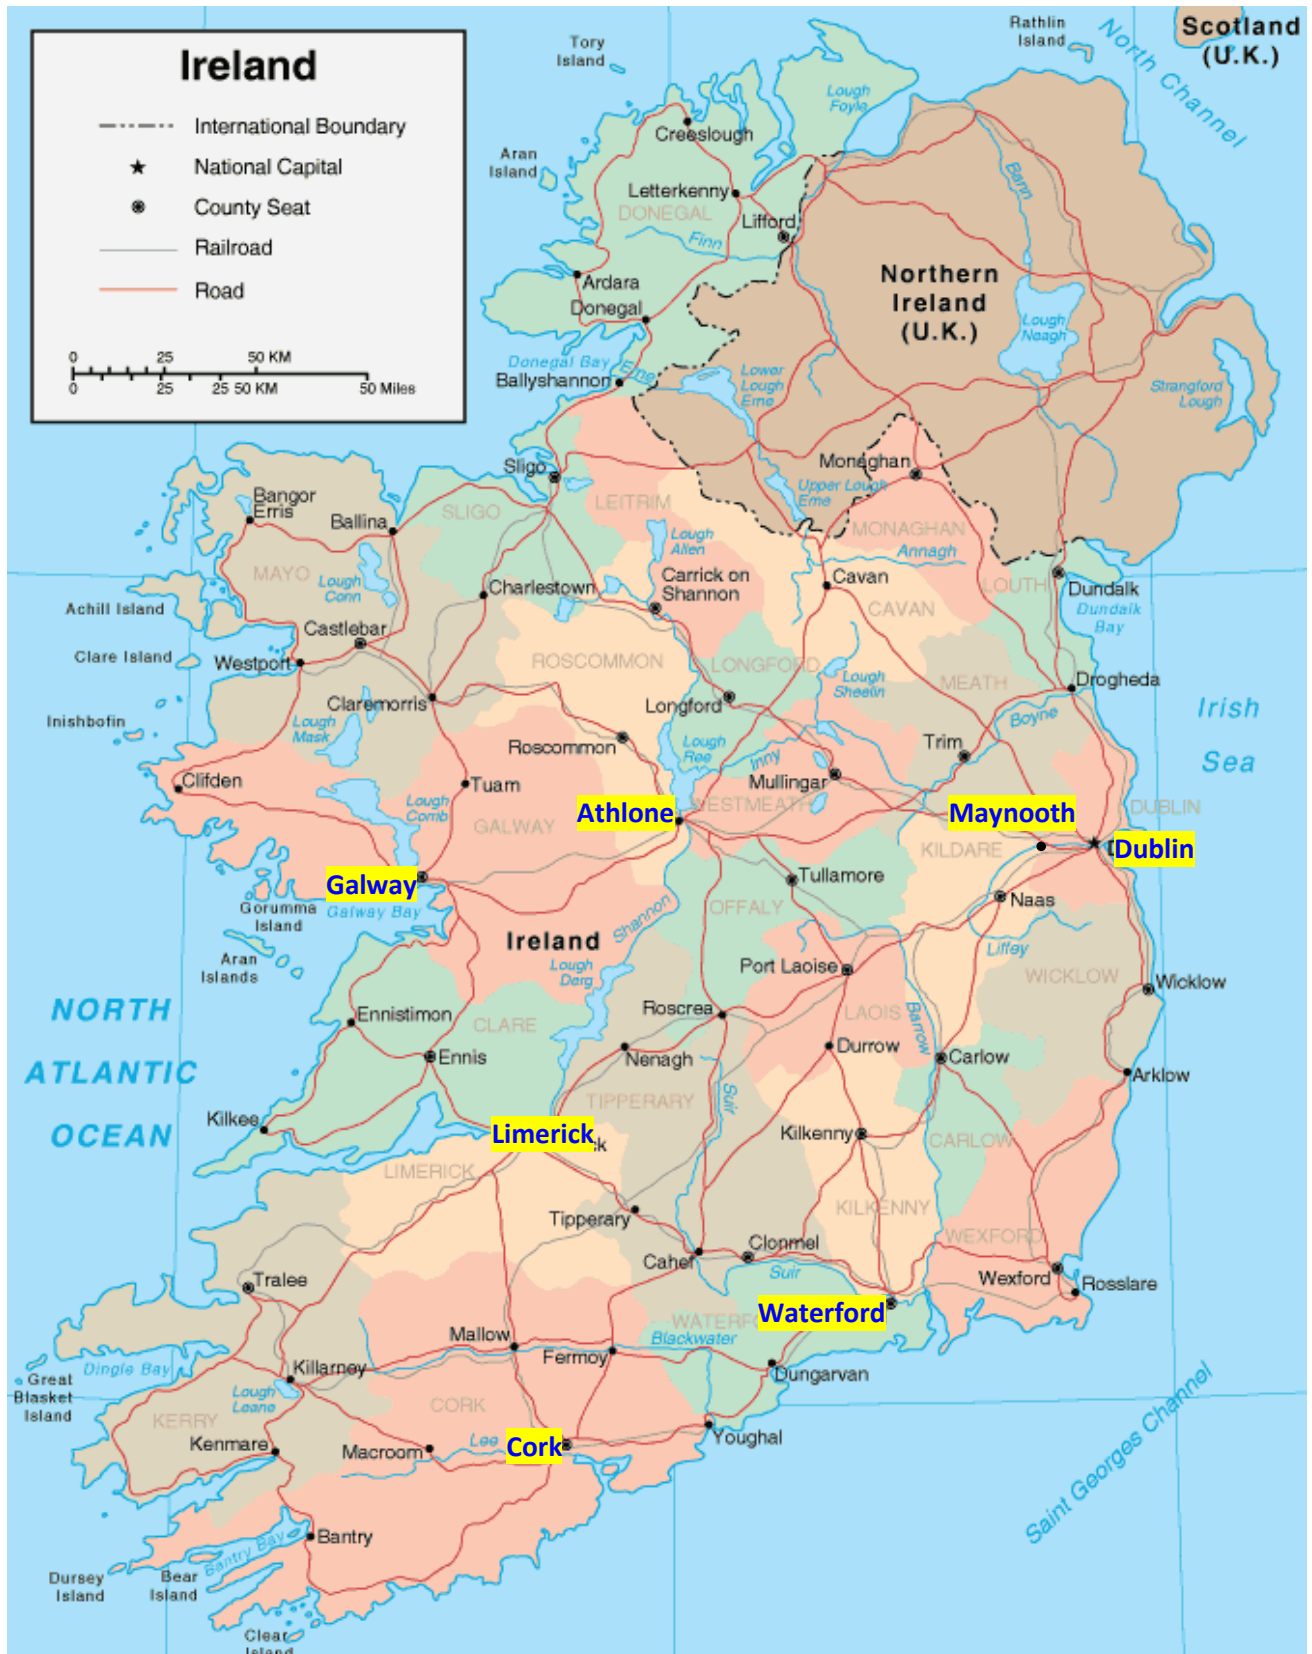 Ireland
International Boundary
National Capital
County Seat
Railroad
Road
0 25 50 KM
0 25 25 50 KM 50 Miles
Scotland
(U.K.)
Rathlin
Island
North Channel
Tory
Island
Lough
Foyle
Creeslough
Aran
Island
Letterkenny
DONEGAL
Lifford
Finn
Bann
Northern
Ireland
(U.K.)
Ardara
Donegal
Lough
Neagh
Donegal Bay
Erne
Ballyshannon
Lower
Lough
Erne
Strangford
Lough
Sligo
Monaghan
Upper Lough
Erne
LEITRIM
SLIGO
Bangor
Erris
Ballina
MONAGHAN
Annagh
Lough
Allen
MAYO
Lough
Conn
Carrick on
Shannon
Cavan
CAVAN
LOUTH
Dundalk
Dundalk
Bay
Achill Island
Charlestown
Castlebar
Clare Island
Westport
ROSCOMMON
LONGFORD
Lough
Sheelin
MEATH
Drogheda
Claremorris
Longford
Boyne
Irish
Sea
Inishbofin
Lough
Mask
Roscommon
Lough
Ree
Inny
Trim
Mullingar
Clifden
Tuam
Lough
Comb
GALWAY
Athlone
WESTMEATH
Maynooth
DUBLIN
KILDARE
D
Dublin
Galway
Tullamore
Naas
Gorumma
Island
Galway Bay
OFFALY
Shannon
Ireland
Liffey
Aran
Islands
Lough
Derg
Port Laoise
WICKLOW
Wicklow
NORTH
ATLANTIC
OCEAN
Roscrea
LAOIS
Barrow
Ennistimon
CLARE
Ennis
Nenagh
Durrow
Carlow
Arklow
TIPPERARY
Suir
Kilkee
Limerick
ck
Kilkenny
CARLOW
LIMERICK
Tipperary
KILKENNY
WEXFORD
Cahef
Clonmel
Suir
Wexford
Rosslare
Tralee
WATERFO
Waterford
Mallow
Blackwater
Fermoy
Dingle Bay
Great
Blasket
Island
Killarney
Dungarvan
Lough
Leane
CORK
KERRY
Kenmare
Macroom
Lee
Cork
Youghal
Saint Georges Channel
Bantry
Bantry Bay
Dursey
Island
Bear
Island
Clear
Island